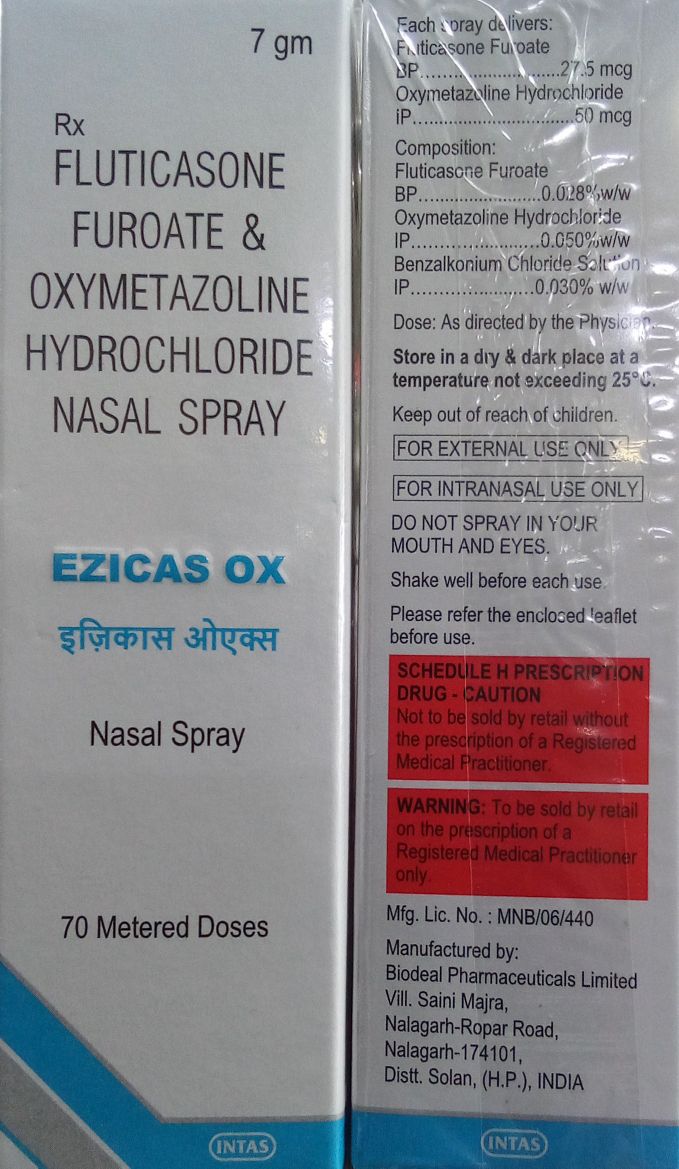 7 gm
Rx
FLUTICASONE
FUROATE &
OXYMETAZOLINE
HYDROCHLORIDE
NASAL SPRAY
EZICAS OX
इज़िकास ओएक्स
Nasal Spray
70 Metered Doses
INTAS
Each spray delivers:
Fluticasone Furoate
BP..............................27.5 mcg
Oxymetazoline Hydrochloride
IP................................50 mcg
Composition:
Fluticasone Furoate
BP........................0.028%w/w
Oxymetazoline Hydrochloride
IP..........................0.050%w/w
Benzalkonium Chloride Solution
IP.........................0.030% w/w
Dose: As directed by the Physician.
Store in a dry & dark place at a
temperature not exceeding 25°C.
Keep out of reach of children.
FOR EXTERNAL USE ONLY
FOR INTRANASAL USE ONLY
DO NOT SPRAY IN YOUR
MOUTH AND EYES.
Shake well before each use.
Please refer the enclosed leaflet
before use.
SCHEDULE H PRESCRIPTION
DRUG - CAUTION
Not to be sold by retail without
the prescription of a Registered
Medical Practitioner.
WARNING: To be sold by retail
on the prescription of a
Registered Medical Practitioner
only.
Mfg. Lic. No. : MNB/06/440
Manufactured by:
Biodeal Pharmaceuticals Limited
Vill. Saini Majra,
Nalagarh-Ropar Road,
Nalagarh-174101,
Distt. Solan, (H.P.), INDIA
INTAS